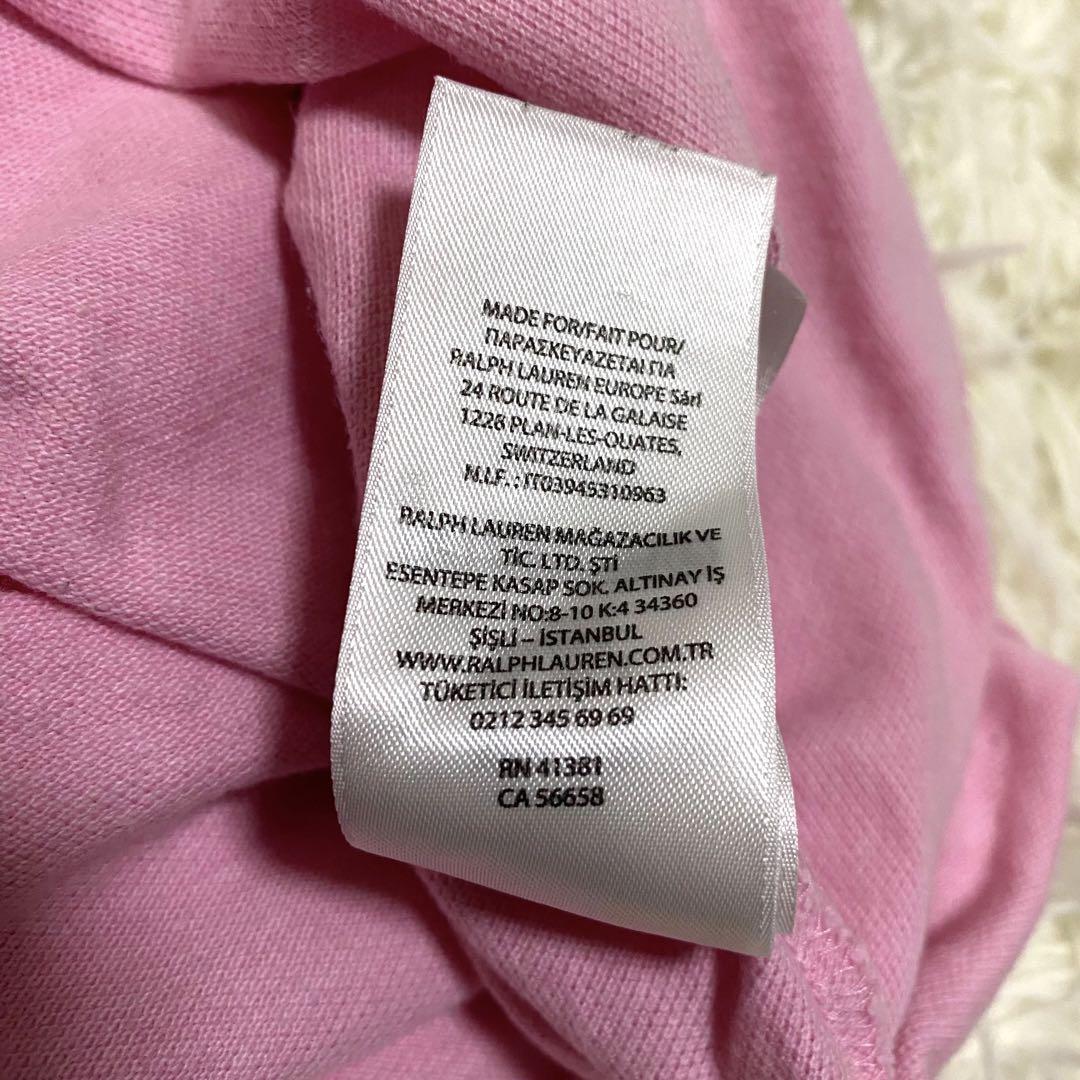 MADE FOR/FAIT POUR/
ΠΑΡΑΣΚΕΥΑΖΕΤΑΙ ΓΙΑ
RALPH LAUREN EUROPE Sàrl
24 ROUTE DE LA GALAISE
1228 PLAN-LES-OUATES,
SWITZERLAND
N.I.F. : IT03945310963
RALPH LAUREN MAĞAZACILIK VE
TİC. LTD. ŞTİ
ESENTEPE KASAP SOK. ALTINAY İŞ
MERKEZİ NO:8-10 K:4 34360
ŞİŞLİ – İSTANBUL
WWW.RALPHLAUREN.COM.TR
TÜKETİCİ İLETİŞİM HATTI:
0212 345 69 69
RN 41381
CA 56658